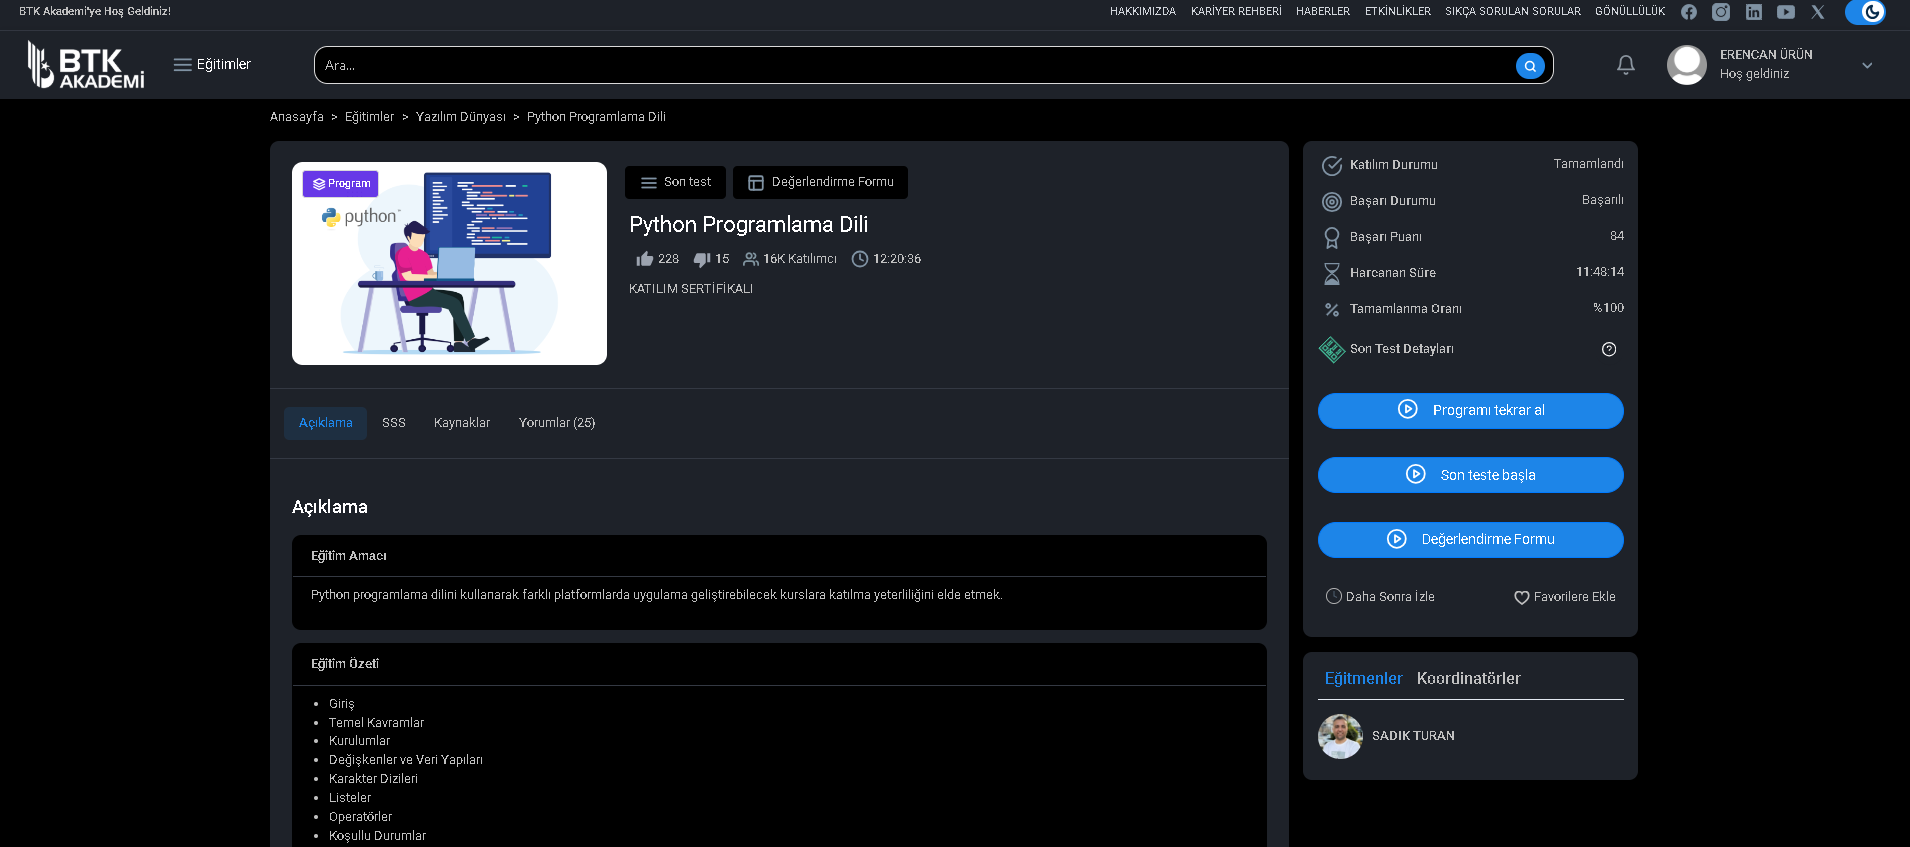 BTK Akademi'ye Hoş Geldiniz!
HAKKIMIZDA KARİYER REHBERİ HABERLER ETKİNLİKLER SIKÇA SORULAN SORULAR GÖNÜLLÜLÜK
BTK AKADEMİ
Eğitimler
Ara...
ERENCAN ÜRÜN
Hoş geldiniz
Anasayfa > Eğitimler > Yazılım Dünyası > Python Programlama Dili
Program
python
Son test
Değerlendirme Formu
Python Programlama Dili
228 15 16K Katılımcı 12:20:36
KATILIM SERTİFİKALI
Açıklama SSS Kaynaklar Yorumlar (25)
Açıklama
Eğitim Amacı
Python programlama dilini kullanarak farklı platformlarda uygulama geliştirebilecek kurslara katılma yeterliliğini elde etmek.
Eğitim Özeti
• Giriş
• Temel Kavramlar
• Kurulumlar
• Değişkenler ve Veri Yapıları
• Karakter Dizileri
• Listeler
• Operatörler
• Koşullu Durumlar
Katılım Durumu Tamamlandı
Başarı Durumu Başarılı
Başarı Puanı 84
Harcanan Süre 11:48:14
Tamamlanma Oranı %100
Son Test Detayları
Programı tekrar al
Son teste başla
Değerlendirme Formu
Daha Sonra İzle Favorilere Ekle
Eğitmenler Koordinatörler
SADIK TURAN